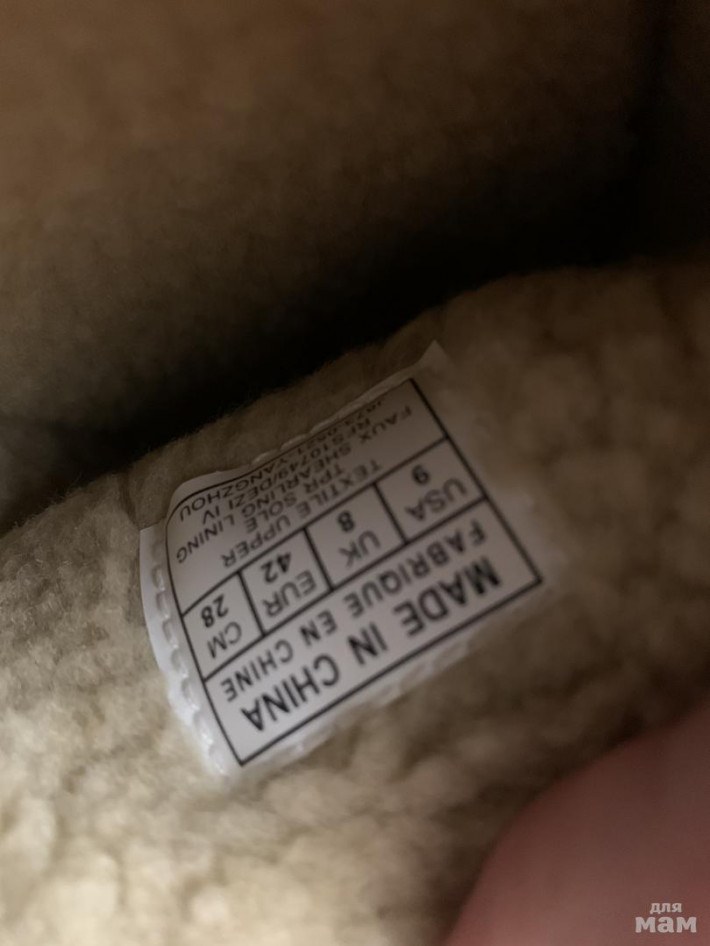 MADE IN CHINA
FABRIQUE EN CHINE
USA UK EUR CM
9 8 42 28
TEXTILE UPPER
TPR SOLE
FAUX SHEARL LINING
для
мам